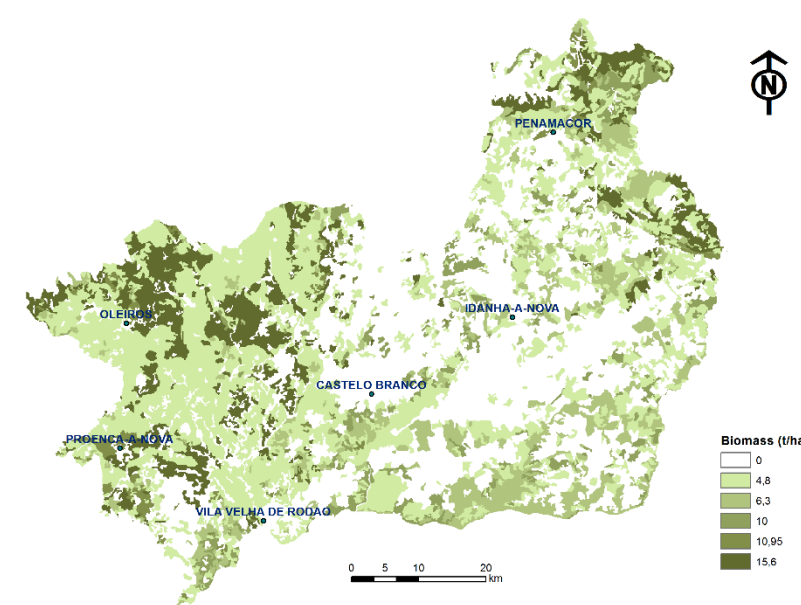 N
PENAMACOR
IDANHA-A-NOVA
OLEIROS
CASTELO BRANCO
PROENCA-A-NOVA
VILA VELHA DE RODAO
Biomass (t/ha
0
4,8
6,3
10
10,95
15,6
0 5 10 20
km